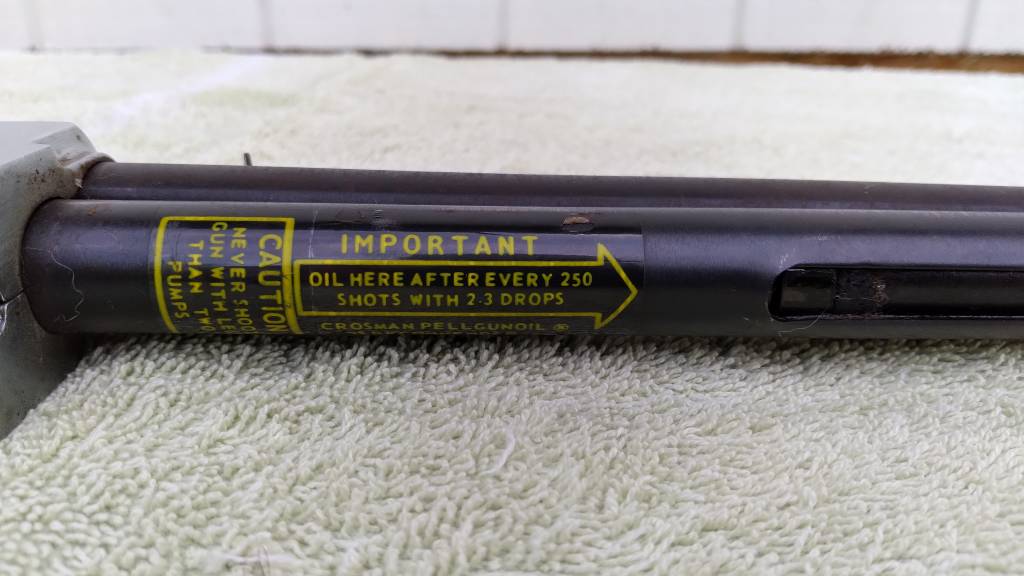 CAUTION
NEVER SHOO
GUN WITH LE
THAN TWO
PUMPS
IMPORTANT
OIL HERE AFTER EVERY 250
SHOTS WITH 2-3 DROPS
CROSMAN PELLGUNOIL ®